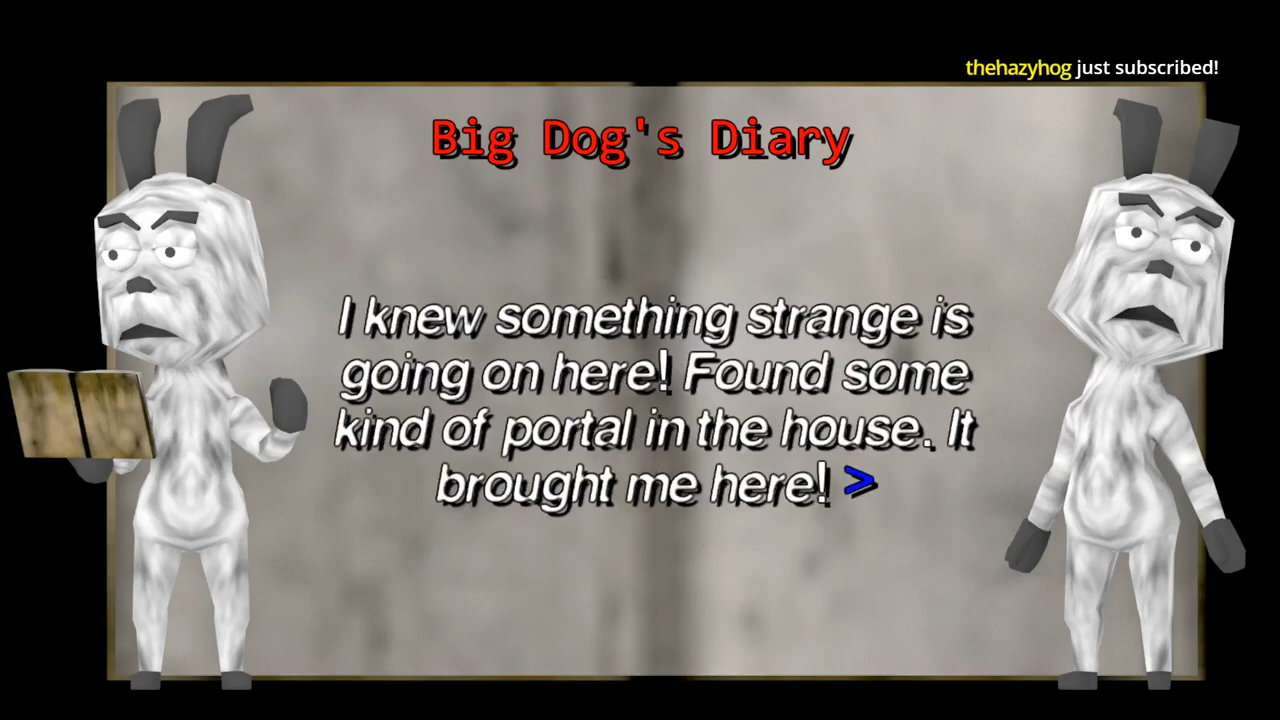 thehazyhog just subscribed!
Big Dog's Diary
I knew something strange is
going on here! Found some
kind of portal in the house. It
brought me here! >